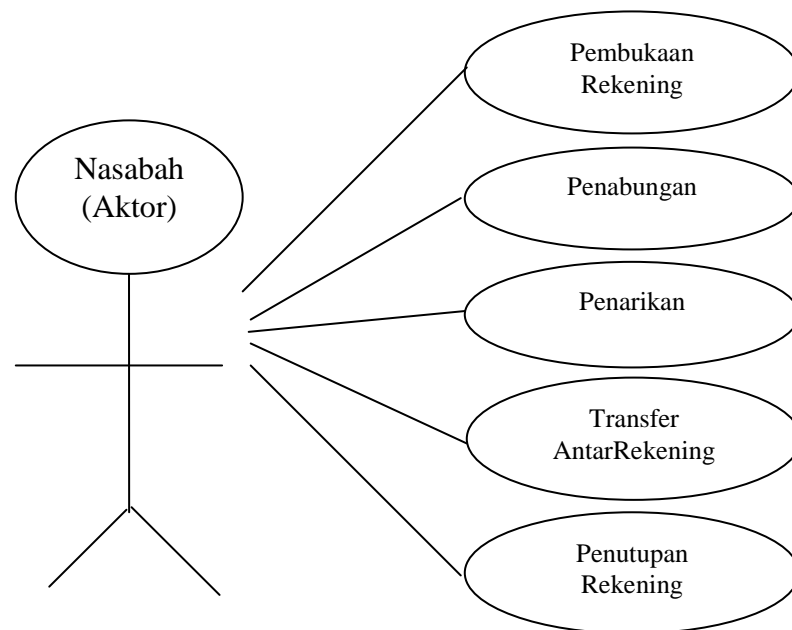 Nasabah
(Aktor)
Pembukaan
Rekening
Penabungan
Penarikan
Transfer
AntarRekening
Penutupan
Rekening